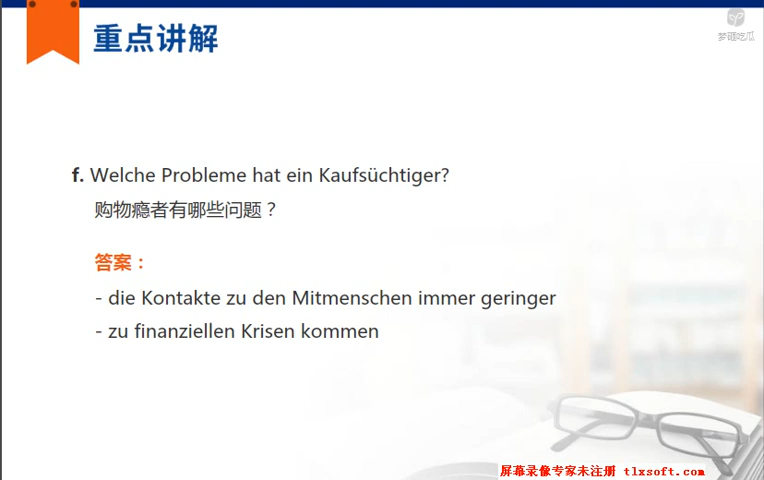 重点讲解
梦砸吃瓜
f. Welche Probleme hat ein Kaufsüchtiger?
购物瘾者有哪些问题？
答案：
- die Kontakte zu den Mitmenschen immer geringer
- zu finanziellen Krisen kommen
屏幕录像专家未注册 tlxsoft.com